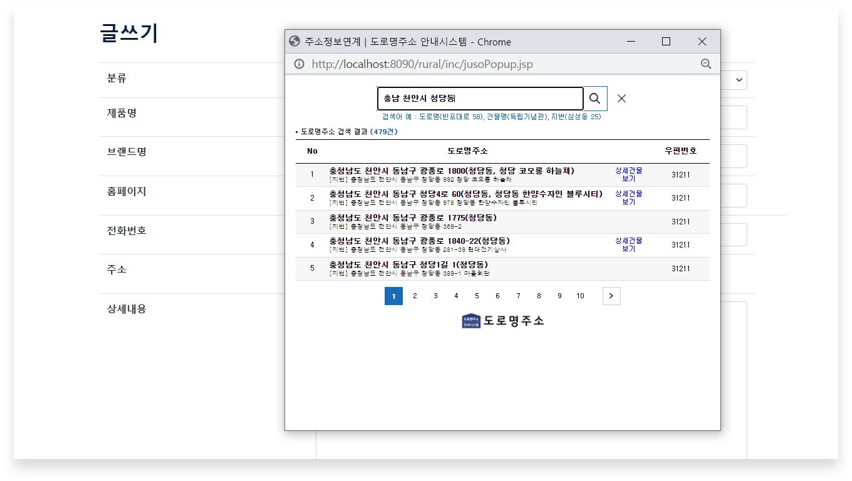 글쓰기
분류
제품명
브랜드명
홈페이지
전화번호
주소
상세내용
주소정보연계 | 도로명주소 안내시스템 - Chrome
http://localhost:8090/rural/inc/jusoPopup.jsp
충남 천안시 청당동
검색어 예 : 도로명(반포대로 58), 건물명(독립기념관), 지번(삼성동 25)
도로명주소 검색 결과 (479건)
No 도로명주소 우편번호
1 충청남도 천안시 동남구 광풍로 1800(청당동, 청당 코오롱 하늘채) 상세건물 보기 31211
[지번] 충청남도 천안시 동남구 청당동 992 청당 코오롱 하늘채
2 충청남도 천안시 동남구 청당4로 60(청당동, 청당동 한양수자인 블루시티) 상세건물 보기 31211
[지번] 충청남도 천안시 동남구 청당동 978 청당동 한양수자인 블루시티
3 충청남도 천안시 동남구 광풍로 1775(청당동) 31211
[지번] 충청남도 천안시 동남구 청당동 369-2
4 충청남도 천안시 동남구 광풍로 1840-22(청당동) 상세건물 보기 31211
[지번] 충청남도 천안시 동남구 청당동 281-39 현대전기상사
5 충청남도 천안시 동남구 청당1길 1(청당동) 31211
[지번] 충청남도 천안시 동남구 청당동 389-1 마을회관
1 2 3 4 5 6 7 8 9 10
도로명주소